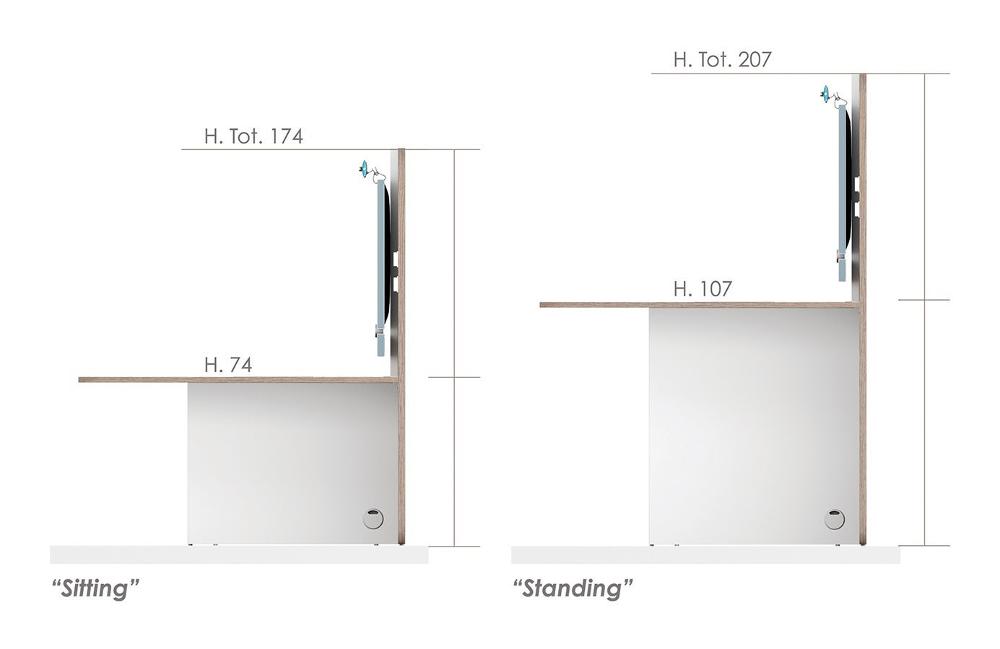 H. Tot. 207
H. Tot. 174
H. 107
H. 74
“Sitting”
“Standing”